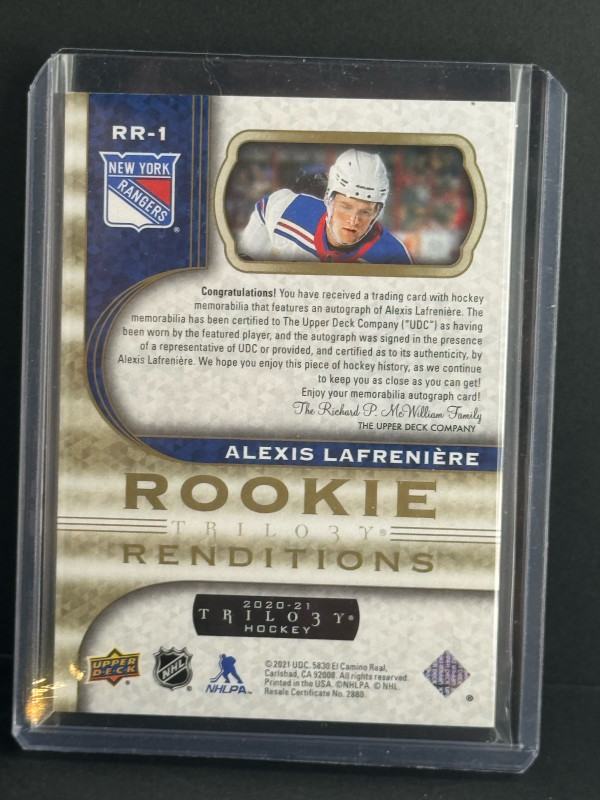 RR-1
NEW YORK
RANGERS
®
Congratulations! You have received a trading card with hockey
memorabilia that features an autograph of Alexis Lafrenière. The
memorabilia has been certified to The Upper Deck Company ("UDC") as having
been worn by the featured player, and the autograph was signed in the presence
of a representative of UDC or provided, and certified as to its authenticity, by
Alexis Lafrenière. We hope you enjoy this piece of hockey history, as we continue
to keep you as close as you can get!
Enjoy your memorabilia autograph card!
The Richard P. McWilliam Family
THE UPPER DECK COMPANY
ALEXIS LAFRENIÈRE
ROOKIE
TRILO3Y®
RENDITIONS
2020-21
TRILO3Y®
HOCKEY
UPPER
DECK
NHL
®
NHLPA™
© 2021 UDC. 5830 El Camino Real,
Carlsbad, CA 92008. All rights reserved.
Printed in the USA. ©NHLPA © NHL.
Resale Certificate No. 2880.
®